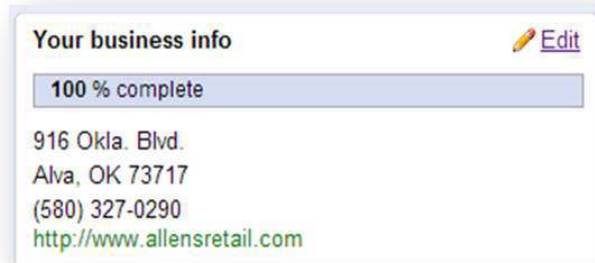 Your business info
Edit
100 % complete
916 Okla. Blvd.
Alva, OK 73717
(580) 327-0290
http://www.allensretail.com